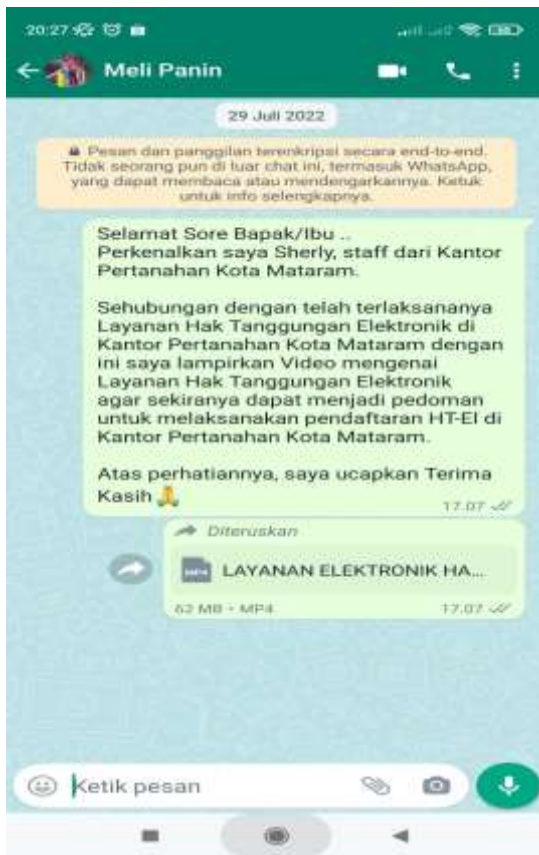 20:27
Meli Panin
29 Juli 2022
Pesan dan panggilan terenkripsi secara end-to-end.
Tidak seorang pun di luar chat ini, termasuk WhatsApp,
yang dapat membaca atau mendengarkannya. Ketuk
untuk info selengkapnya.
Selamat Sore Bapak/Ibu ..
Perkenalkan saya Sherly, staff dari Kantor
Pertanahan Kota Mataram.
Sehubungan dengan telah terlaksananya
Layanan Hak Tanggungan Elektronik di
Kantor Pertanahan Kota Mataram dengan
ini saya lampirkan Video mengenai
Layanan Hak Tanggungan Elektronik
agar sekiranya dapat menjadi pedoman
untuk melaksanakan pendaftaran HT-El di
Kantor Pertanahan Kota Mataram.
Atas perhatiannya, saya ucapkan Terima
Kasih 🙏
17.07
Diteruskan
LAYANAN ELEKTRONIK HA...
62 MB • MP4
17.07
Ketik pesan